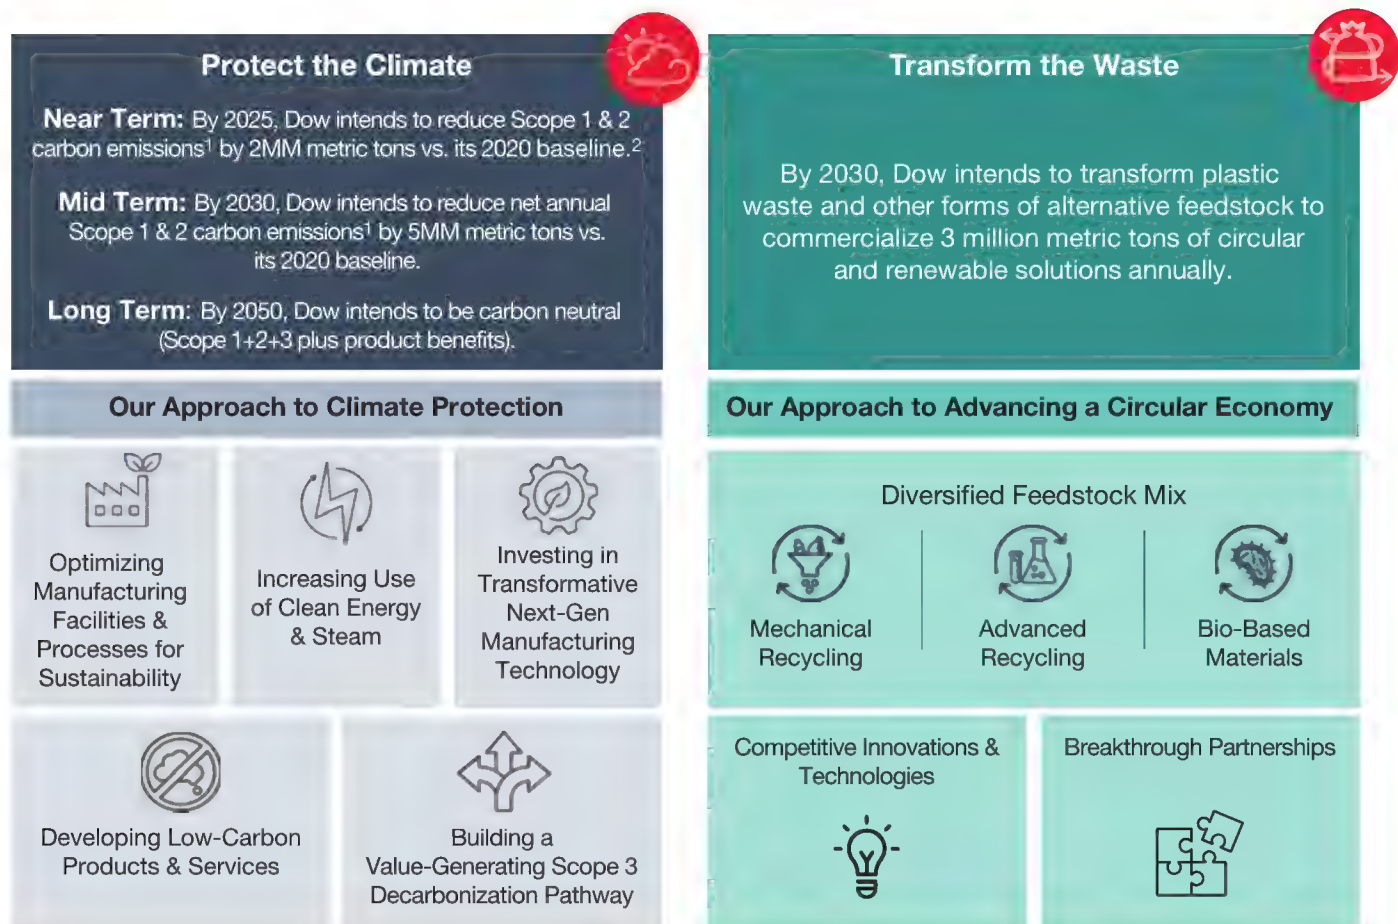 Protect the Climate
Near Term: By 2025, Dow intends to reduce Scope 1 & 2
carbon emissions¹ by 2MM metric tons vs. its 2020 baseline.²
Mid Term: By 2030, Dow intends to reduce net annual
Scope 1 & 2 carbon emissions¹ by 5MM metric tons vs.
its 2020 baseline.
Long Term: By 2050, Dow intends to be carbon neutral
(Scope 1+2+3 plus product benefits).
Our Approach to Climate Protection
Optimizing
Manufacturing
Facilities &
Processes for
Sustainability
Increasing Use
of Clean Energy
& Steam
Investing in
Transformative
Next-Gen
Manufacturing
Technology
Developing Low-Carbon
Products & Services
Building a
Value-Generating Scope 3
Decarbonization Pathway
Transform the Waste
By 2030, Dow intends to transform plastic
waste and other forms of alternative feedstock to
commercialize 3 million metric tons of circular
and renewable solutions annually.
Our Approach to Advancing a Circular Economy
Diversified Feedstock Mix
Mechanical
Recycling
Advanced
Recycling
Bio-Based
Materials
Competitive Innovations &
Technologies
Breakthrough Partnerships